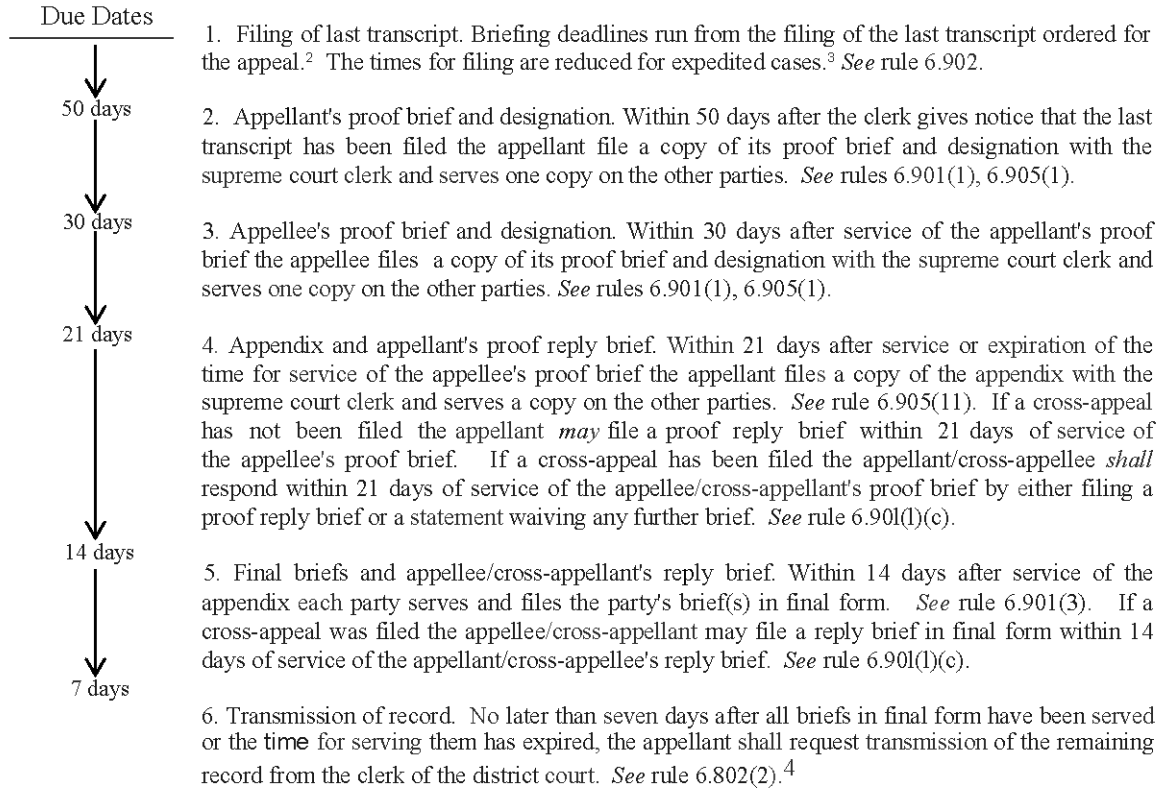 Due Dates
1. Filing of last transcript. Briefing deadlines run from the filing of the last transcript ordered for
the appeal.2 The times for filing are reduced for expedited cases.3 See rule 6.902.
50 days
2. Appellant's proof brief and designation. Within 50 days after the clerk gives notice that the last
transcript has been filed the appellant file a copy of its proof brief and designation with the
supreme court clerk and serves one copy on the other parties. See rules 6.901(1), 6.905(1).
30 days
3. Appellee's proof brief and designation. Within 30 days after service of the appellant's proof
brief the appellee files a copy of its proof brief and designation with the supreme court clerk and
serves one copy on the other parties. See rules 6.901(1), 6.905(1).
21 days
4. Appendix and appellant's proof reply brief. Within 21 days after service or expiration of the
time for service of the appellee's proof brief the appellant files a copy of the appendix with the
supreme court clerk and serves a copy on the other parties. See rule 6.905(11). If a cross-appeal
has not been filed the appellant may file a proof reply brief within 21 days of service of
the appellee's proof brief. If a cross-appeal has been filed the appellant/cross-appellee shall
respond within 21 days of service of the appellee/cross-appellant's proof brief by either filing a
proof reply brief or a statement waiving any further brief. See rule 6.90l(l)(c).
14 days
5. Final briefs and appellee/cross-appellant's reply brief. Within 14 days after service of the
appendix each party serves and files the party's brief(s) in final form. See rule 6.901(3). If a
cross-appeal was filed the appellee/cross-appellant may file a reply brief in final form within 14
days of service of the appellant/cross-appellee's reply brief. See rule 6.90l(l)(c).
7 days
6. Transmission of record. No later than seven days after all briefs in final form have been served
or the time for serving them has expired, the appellant shall request transmission of the remaining
record from the clerk of the district court. See rule 6.802(2).4